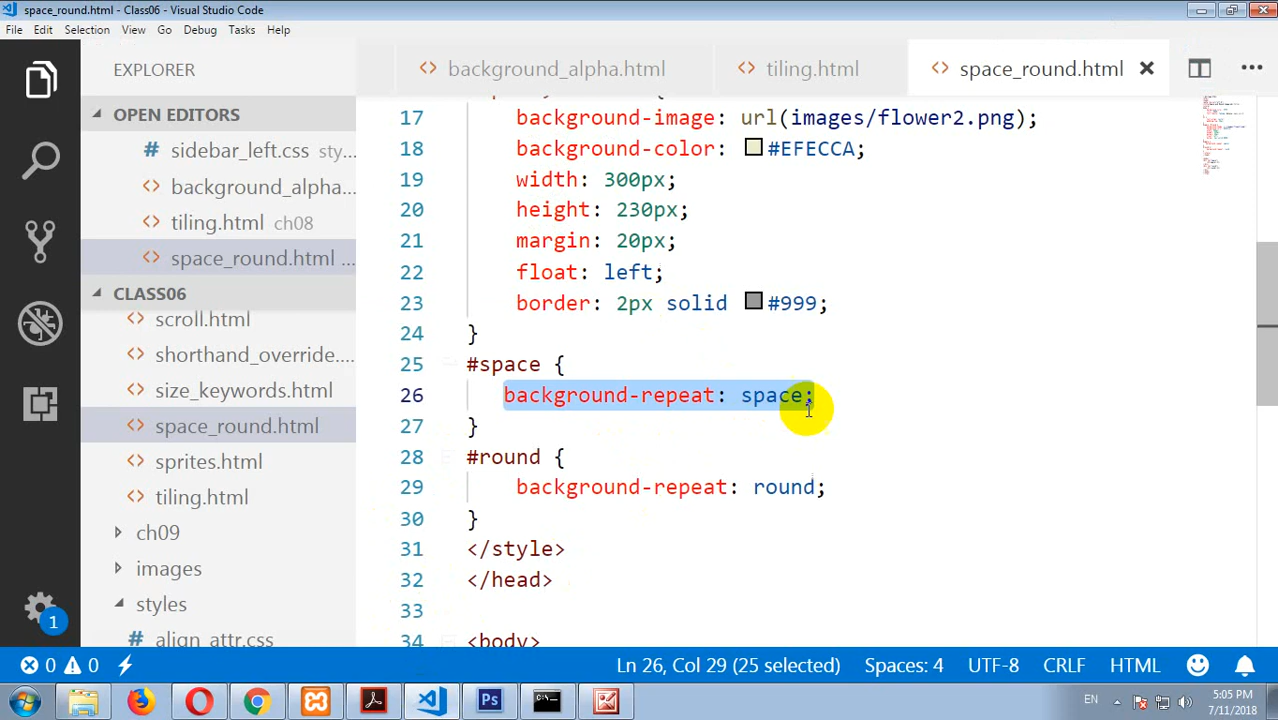 space_round.html - Class06 - Visual Studio Code
File Edit Selection View Go Debug Tasks Help
EXPLORER
background_alpha.html
tiling.html
space_round.html
OPEN EDITORS
sidebar_left.css sty...
background_alpha...
tiling.html ch08
space_round.html ...
CLASS06
scroll.html
shorthand_override....
size_keywords.html
space_round.html
sprites.html
tiling.html
ch09
images
styles
align_attr.css
17 background-image: url(images/flower2.png);
18 background-color: #EFECCA;
19 width: 300px;
20 height: 230px;
21 margin: 20px;
22 float: left;
23 border: 2px solid #999;
24 }
25 #space {
26 background-repeat: space;
27 }
28 #round {
29 background-repeat: round;
30 }
31 </style>
32 </head>
33
34 <body>
1
0 0 Ln 26, Col 29 (25 selected) Spaces: 4 UTF-8 CRLF HTML
Ps
EN
5:05 PM
7/11/2018